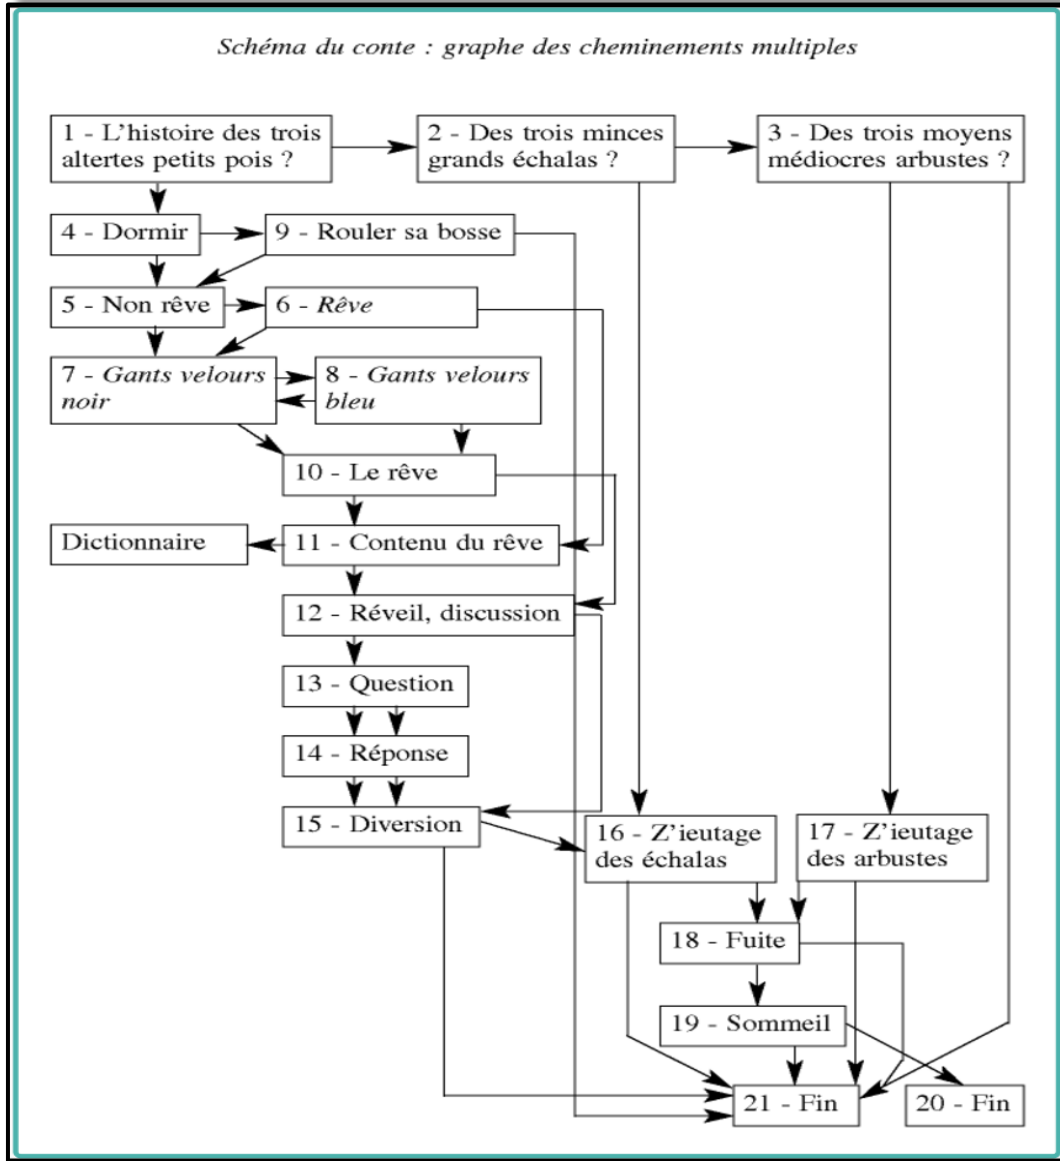 Schéma du conte : graphe des cheminements multiples
1 - L'histoire des trois
altertes petits pois ?
2 - Des trois minces
grands échalas ?
3 - Des trois moyens
médiocres arbustes ?
4 - Dormir
9 - Rouler sa bosse
5 - Non rêve
6 - Rêve
7 - Gants velours
noir
8 - Gants velours
bleu
10 - Le rêve
Dictionnaire
11 - Contenu du rêve
12 - Réveil, discussion
13 - Question
14 - Réponse
15 - Diversion
16 - Z'ieutage
des échalas
17 - Z'ieutage
des arbustes
18 - Fuite
19 - Sommeil
21 - Fin
20 - Fin